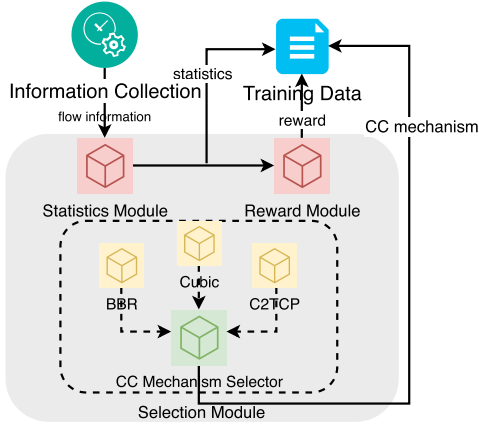 statistics
Information Collection
Training Data
flow information
reward
CC mechanism
Statistics Module
Reward Module
Cubic
BBR
C2TCP
CC Mechanism Selector
Selection Module